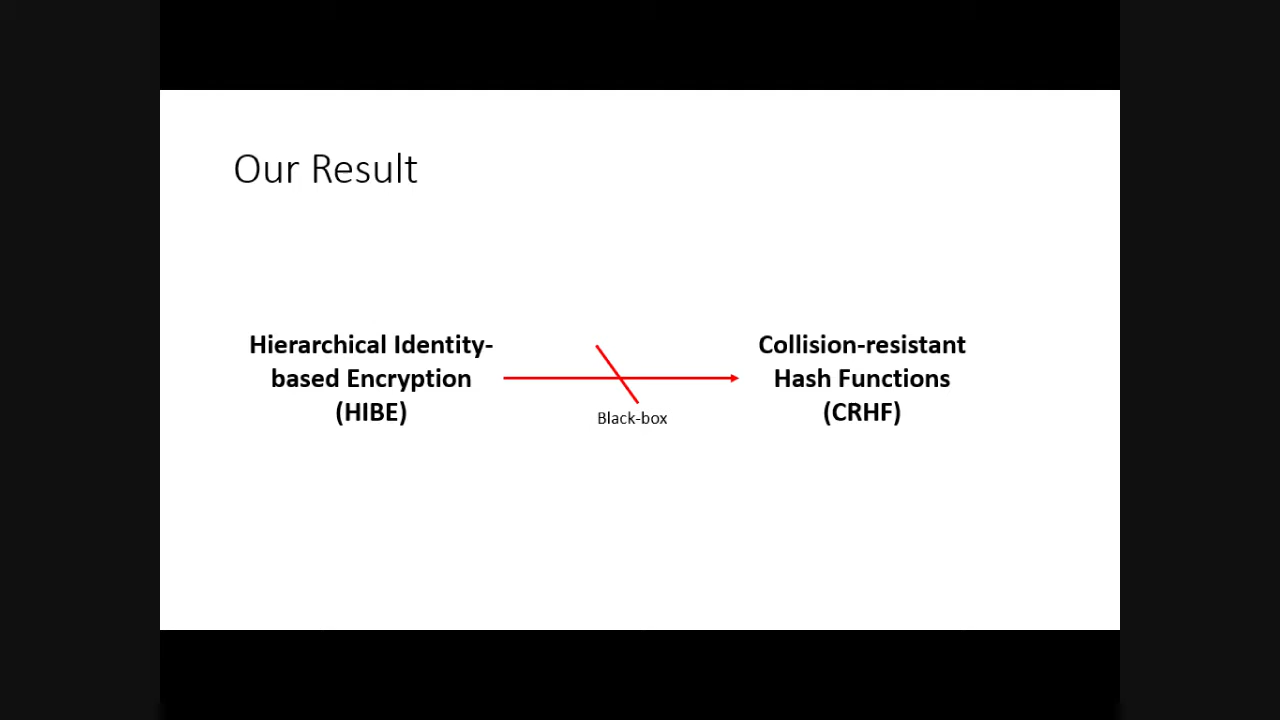 Our Result
Hierarchical Identity-
based Encryption
(HIBE)
Black-box
Collision-resistant
Hash Functions
(CRHF)